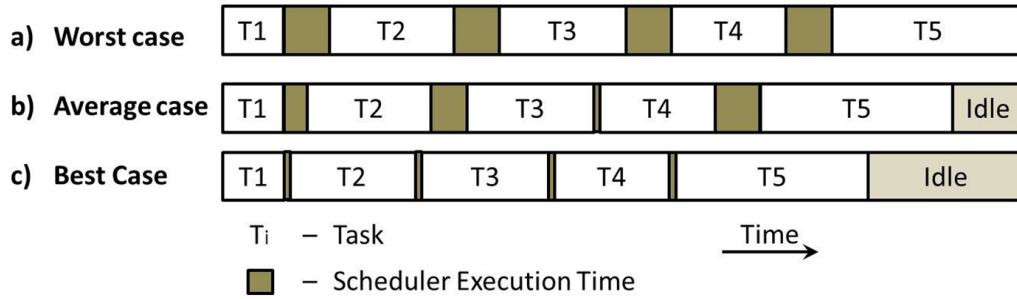 a) Worst case T1 T2 T3 T4 T5
b) Average case T1 T2 T3 T4 T5 Idle
c) Best Case T1 T2 T3 T4 T5 Idle
Ti – Task Time
– Scheduler Execution Time